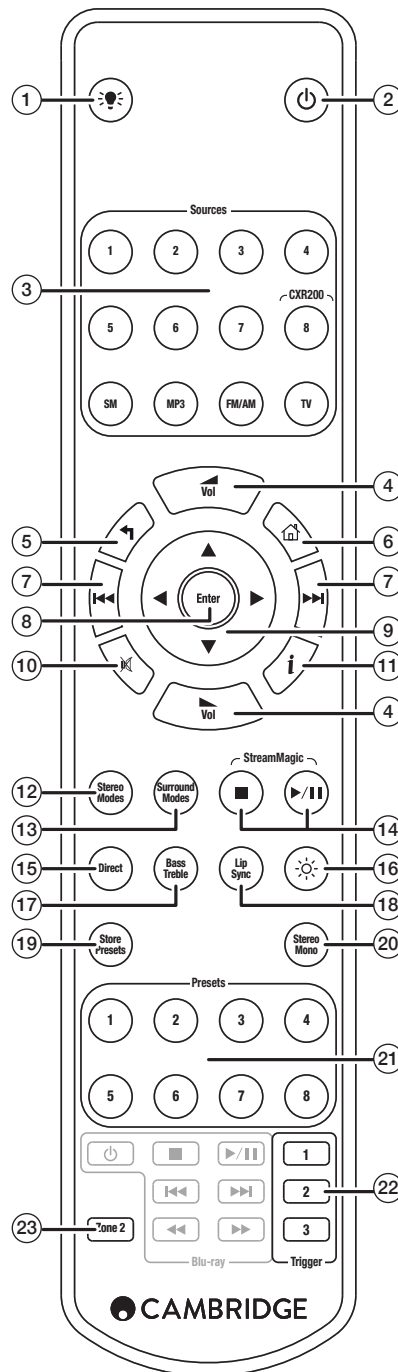 1 2
Sources
1 2 3 4
3
CXR200
5 6 7 8
SM MP3 FM/AM TV
Vol 4
5 6
7 7
8 Enter
9
10 i 11
Vol 4
StreamMagic
12 Stereo Modes Surround Modes
13 14
15 Direct Bass Treble Lip Sync 16
17 18
19 Store Presets Stereo Mono 20
Presets
1 2 3 4
21
5 6 7 8
1
2 22
23 Zone 2 3
Blu-ray Trigger
CAMBRIDGE